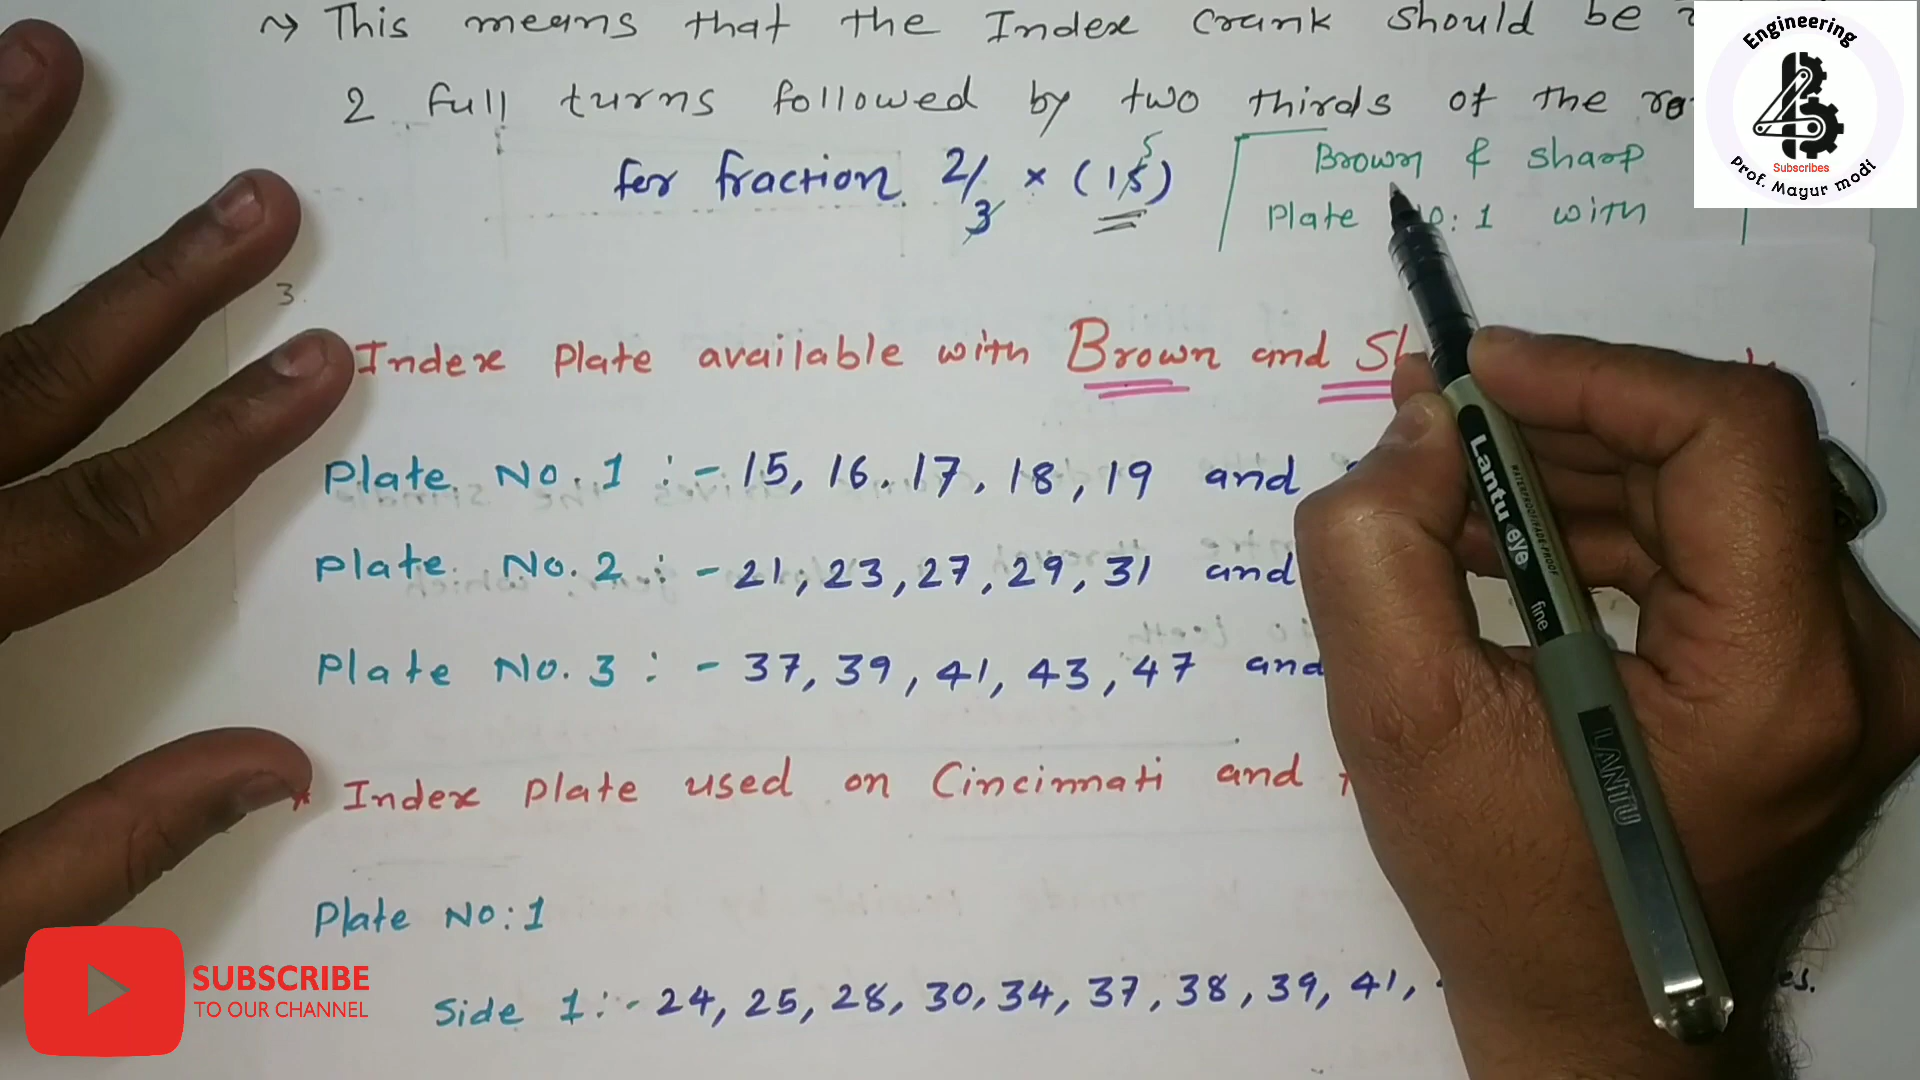 ~> This means that the Index crank should be
2 full turns followed by two thirds of the
for fraction 2/3 × (15) 5
Brown & Sharp
Plate No: 1 with
3.
Index Plate available with Brown and
Plate No. 1 :- 15, 16, 17, 18, 19 and
Plate No. 2 :- 21, 23, 27, 29, 31 and
Plate No. 3 :- 37, 39, 41, 43, 47 and
* Index Plate used on Cincinnati and
Plate No:1
Side 1:- 24, 25, 28, 30, 34, 37, 38, 39, 41,
Engineering
Subscribes
Prof. Mayur modi
Lantu eye
WATERPROOF/FADE-PROOF
fine
LANTU
SUBSCRIBE
TO OUR CHANNEL